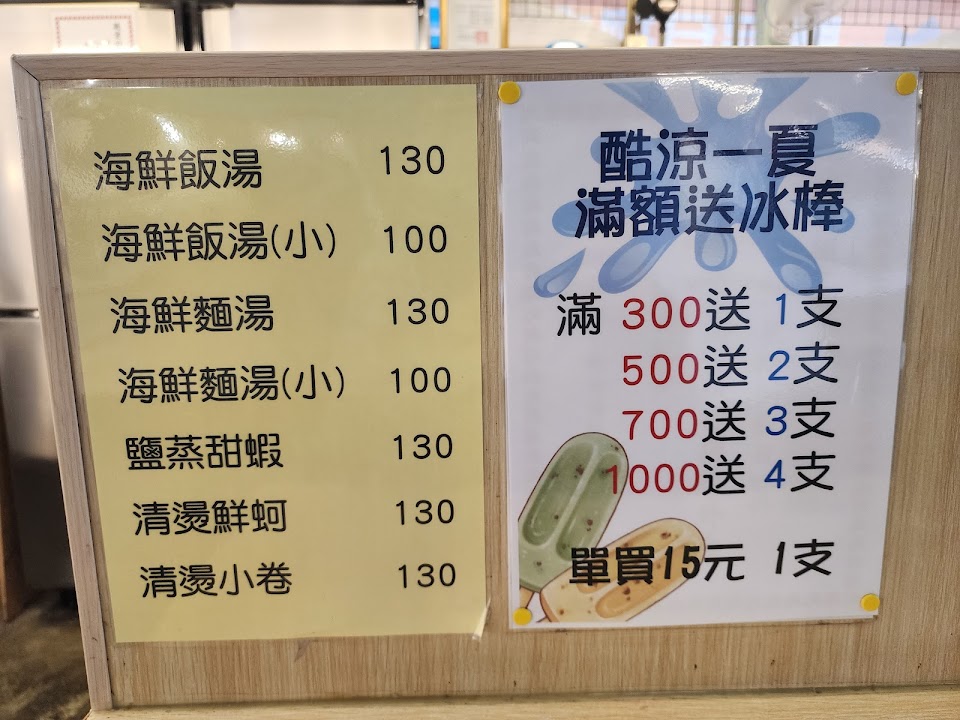 海鮮飯湯 130
海鮮飯湯(小) 100
海鮮麵湯 130
海鮮麵湯(小) 100
鹽蒸甜蝦 130
清燙鮮蚵 130
清燙小卷 130
酷涼一夏
滿額送冰棒
滿 300送 1支
500送 2支
700送 3支
1000送 4支
單買15元 1支